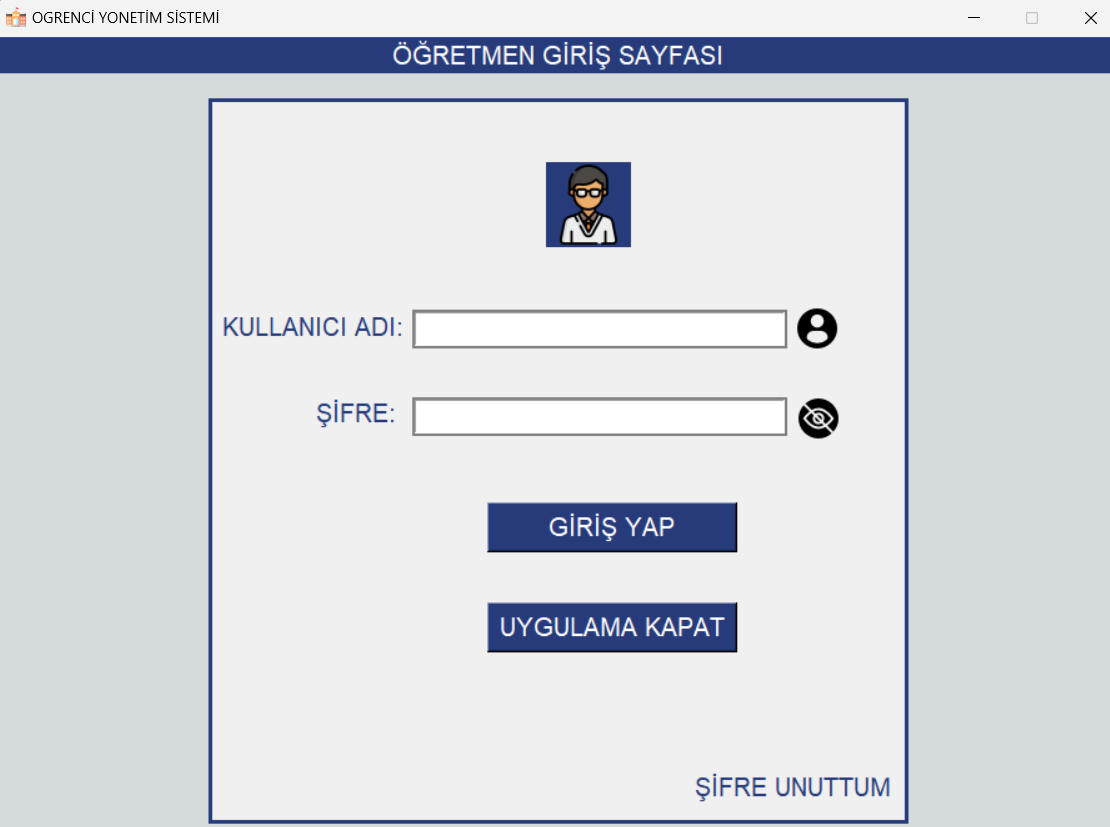 OGRENCİ YONETİM SİSTEMİ
ÖĞRETMEN GİRİŞ SAYFASI
KULLANICI ADI:
ŞİFRE:
GİRİŞ YAP
UYGULAMA KAPAT
ŞİFRE UNUTTUM